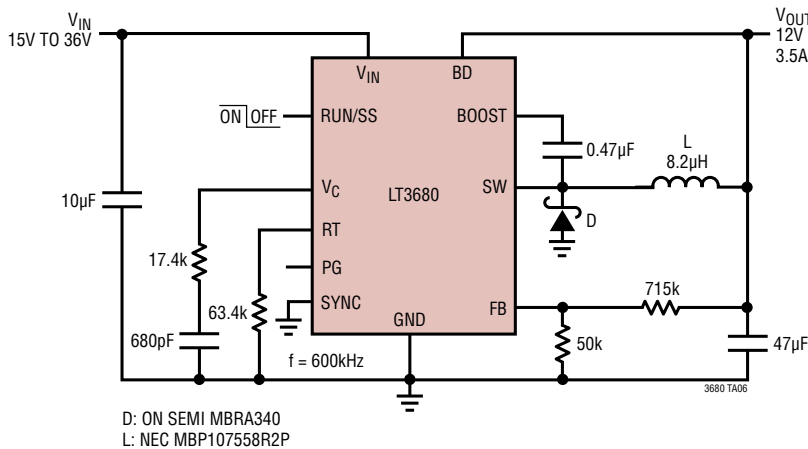 VIN
15V TO 36V
VOUT
12V
3.5A
VIN
BD
ON OFF
RUN/SS
BOOST
0.47µF
L
8.2µH
10µF
VC
LT3680
SW
D
17.4k
RT
PG
63.4k
SYNC
FB
715k
680pF
GND
50k
47µF
f = 600kHz
3680 TA06
D: ON SEMI MBRA340
L: NEC MBP107558R2P